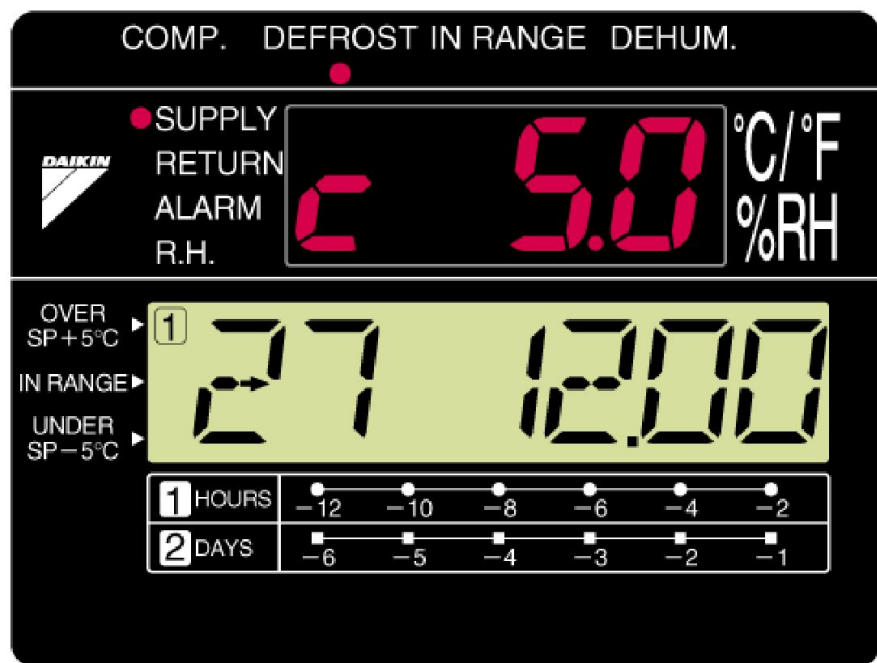 COMP. DEFROST IN RANGE DEHUM.
SUPPLY
RETURN
ALARM
R.H.
DAIKIN
c 5.0
°C/°F
%RH
OVER
SP+5°C
IN RANGE
UNDER
SP−5°C
1
27 12.00
1 HOURS −12 −10 −8 −6 −4 −2
2 DAYS −6 −5 −4 −3 −2 −1